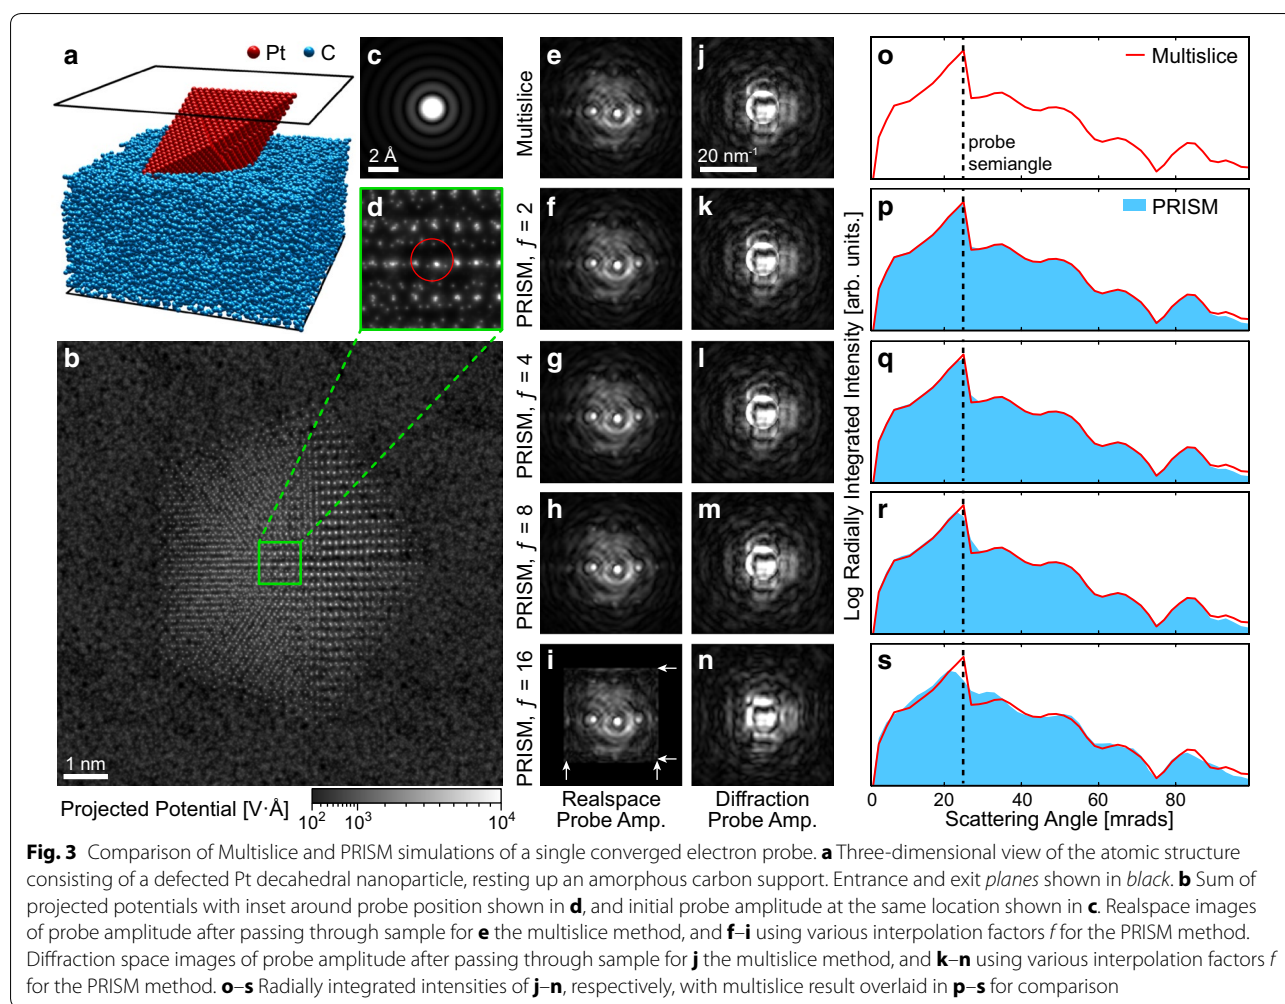 a
Pt
C
b
Projected Potential [V·Å]
10² 10³ 10⁴
1 nm
c
2 Å
d
Multislice
PRISM, f = 2
PRISM, f = 4
PRISM, f = 8
PRISM, f = 16
e
f
g
h
i
Realspace
Probe Amp.
j
20 nm⁻¹
k
l
m
n
Diffraction
Probe Amp.
Log Radially Integrated Intensity [arb. units.]
o
Multislice
probe
semiangle
p
PRISM
q
r
s
0 20 40 60 80
Scattering Angle [mrads]
Fig. 3 Comparison of Multislice and PRISM simulations of a single converged electron probe. a Three-dimensional view of the atomic structure
consisting of a defected Pt decahedral nanoparticle, resting up an amorphous carbon support. Entrance and exit planes shown in black. b Sum of
projected potentials with inset around probe position shown in d, and initial probe amplitude at the same location shown in c. Realspace images
of probe amplitude after passing through sample for e the multislice method, and f–i using various interpolation factors f for the PRISM method.
Diffraction space images of probe amplitude after passing through sample for j the multislice method, and k–n using various interpolation factors f
for the PRISM method. o–s Radially integrated intensities of j–n, respectively, with multislice result overlaid in p–s for comparison